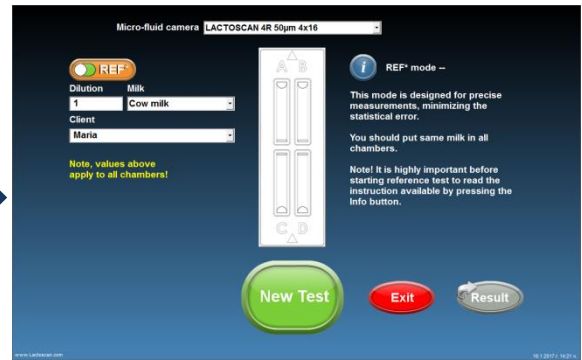 Micro-fluid camera LACTOSCAN 4R 50µm 4x16
REF*
Dilution Milk
1 Cow milk
Client
Maria
Note, values above
apply to all chambers!
A B
C D
i REF* mode --
This mode is designed for precise
measurements, minimizing the
statistical error.
You should put same milk in all
chambers.
Note! It is highly important before
starting reference test to read the
instruction available by pressing the
Info button.
New Test
Exit
Result
www.Lactoscan.com